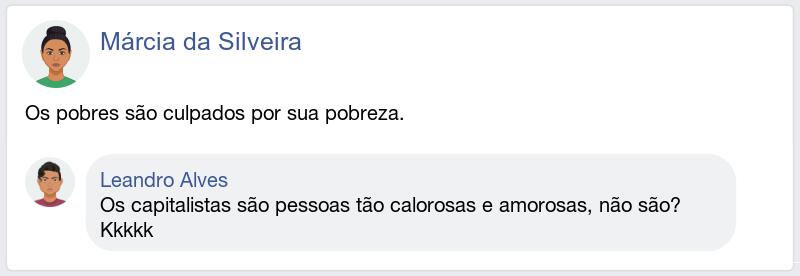 Márcia da Silveira
Os pobres são culpados por sua pobreza.
Leandro Alves
Os capitalistas são pessoas tão calorosas e amorosas, não são?
Kkkkk